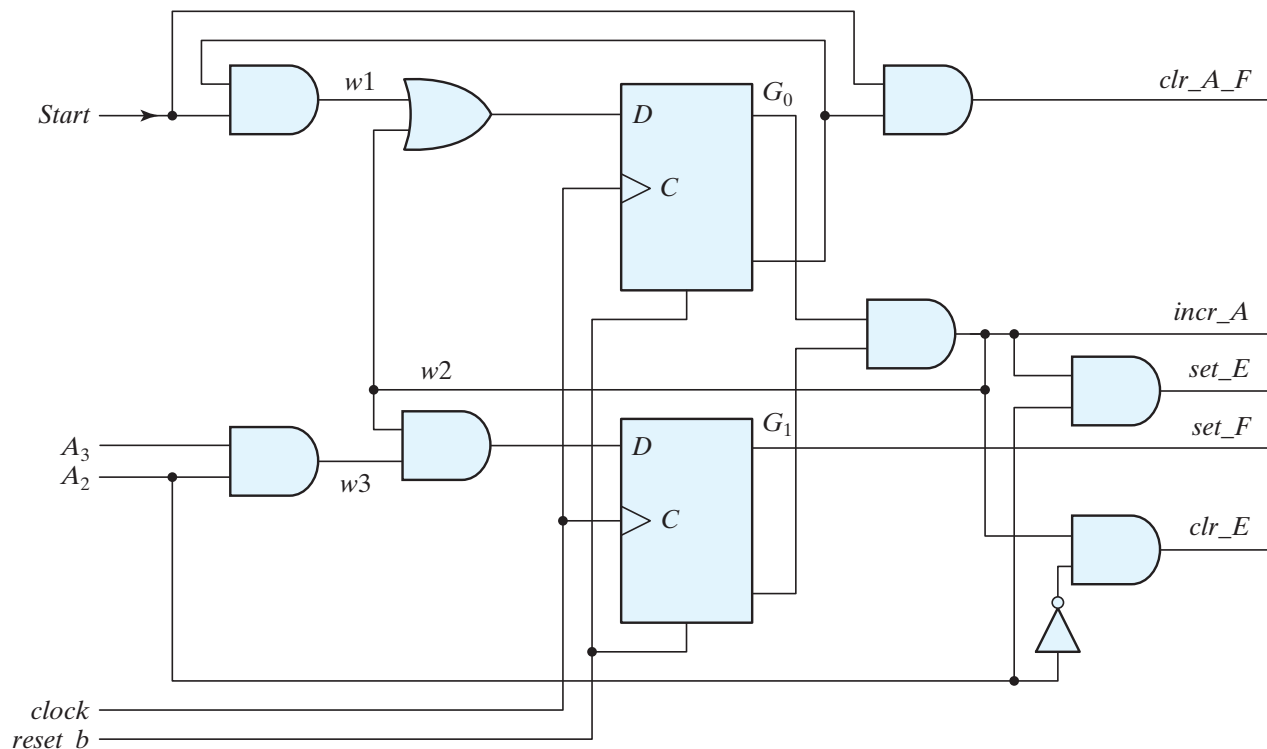 clr_A_F
w1
G₀
Start
D
C
incr_A
w2
set_E
G₁
set_F
A₃
D
A₂
w3
C
clr_E
clock
reset_b